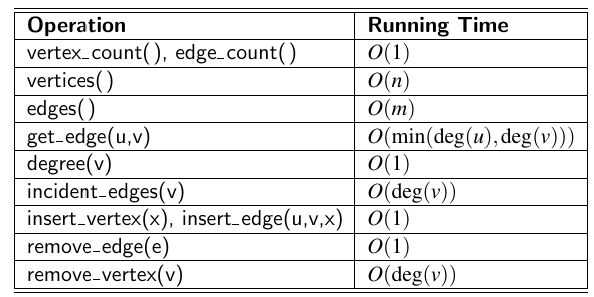 Operation Running Time
vertex_count( ), edge_count( ) O(1)
vertices( ) O(n)
edges( ) O(m)
get_edge(u,v) O(min(deg(u),deg(v)))
degree(v) O(1)
incident_edges(v) O(deg(v))
insert_vertex(x), insert_edge(u,v,x) O(1)
remove_edge(e) O(1)
remove_vertex(v) O(deg(v))